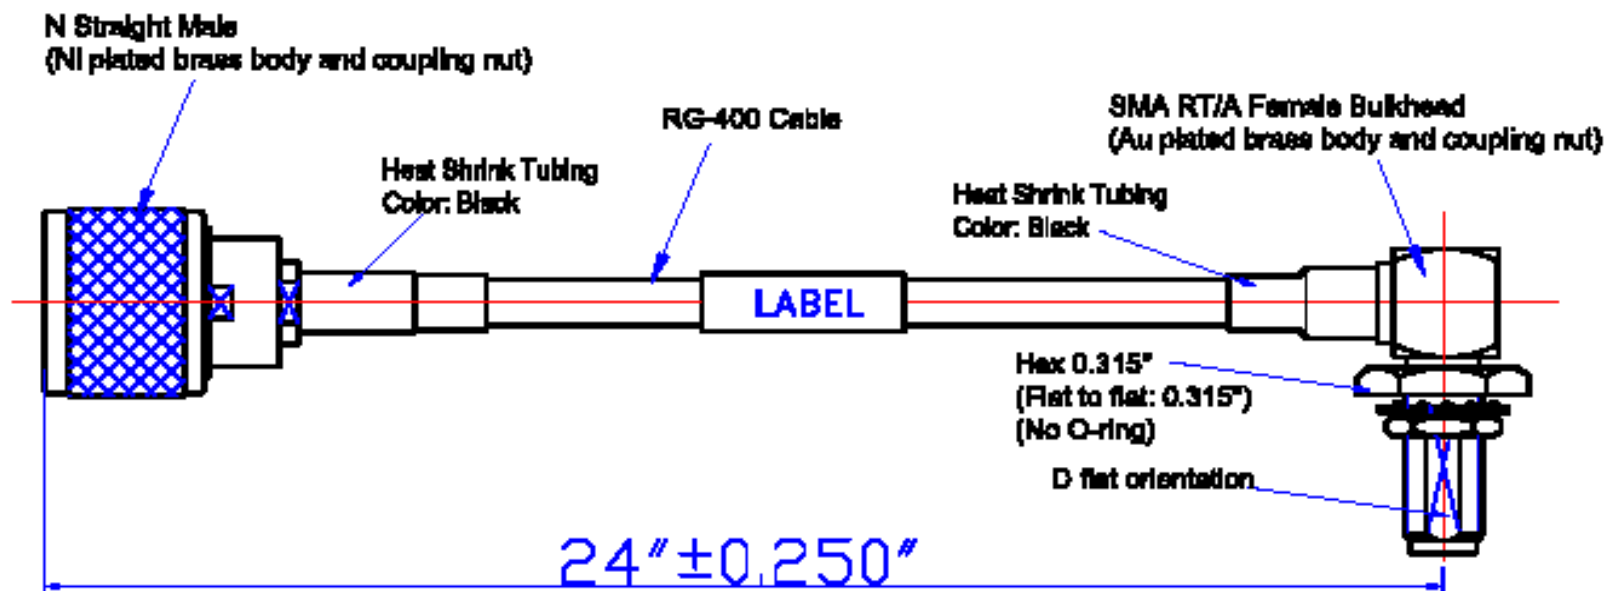 N Straight Male
(Ni plated brass body and coupling nut)
RG-400 Cable
SMA RT/A Female Bulkhead
(Au plated brass body and coupling nut)
Heat Shrink Tubing
Color: Black
Heat Shrink Tubing
Color: Black
LABEL
Hex 0.315"
(Flat to flat: 0.315")
(No O-ring)
D flat orientation
24"±0.250"